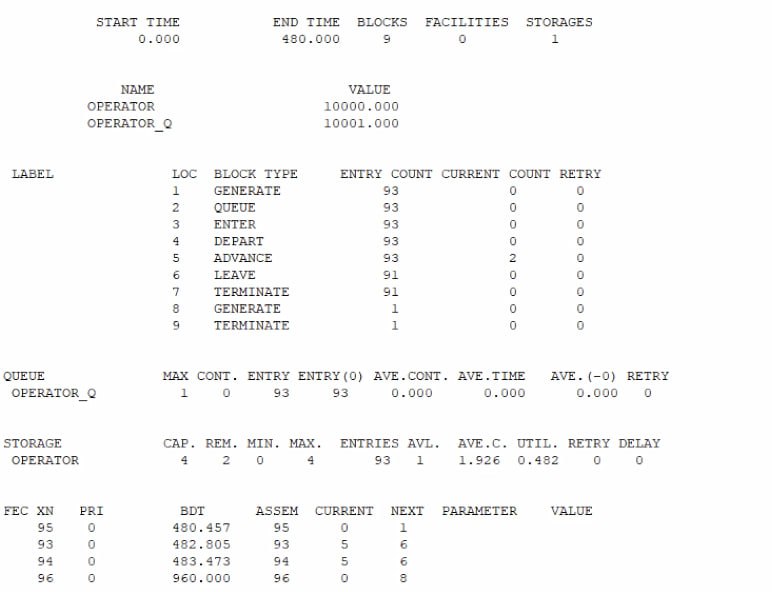 START TIME END TIME BLOCKS FACILITIES STORAGES
0.000 480.000 9 0 1
NAME VALUE
OPERATOR 10000.000
OPERATOR_Q 10001.000
LABEL LOC BLOCK TYPE ENTRY COUNT CURRENT COUNT RETRY
1 GENERATE 93 0 0
2 QUEUE 93 0 0
3 ENTER 93 0 0
4 DEPART 93 0 0
5 ADVANCE 93 2 0
6 LEAVE 91 0 0
7 TERMINATE 91 0 0
8 GENERATE 1 0 0
9 TERMINATE 1 0 0
QUEUE MAX CONT. ENTRY ENTRY(0) AVE.CONT. AVE.TIME AVE.(-0) RETRY
OPERATOR_Q 1 0 93 93 0.000 0.000 0.000 0
STORAGE CAP. REM. MIN. MAX. ENTRIES AVL. AVE.C. UTIL. RETRY DELAY
OPERATOR 4 2 0 4 93 1 1.926 0.482 0 0
FEC XN PRI BDT ASSEM CURRENT NEXT PARAMETER VALUE
95 0 480.457 95 0 1
93 0 482.805 93 5 6
94 0 483.473 94 5 6
96 0 960.000 96 0 8